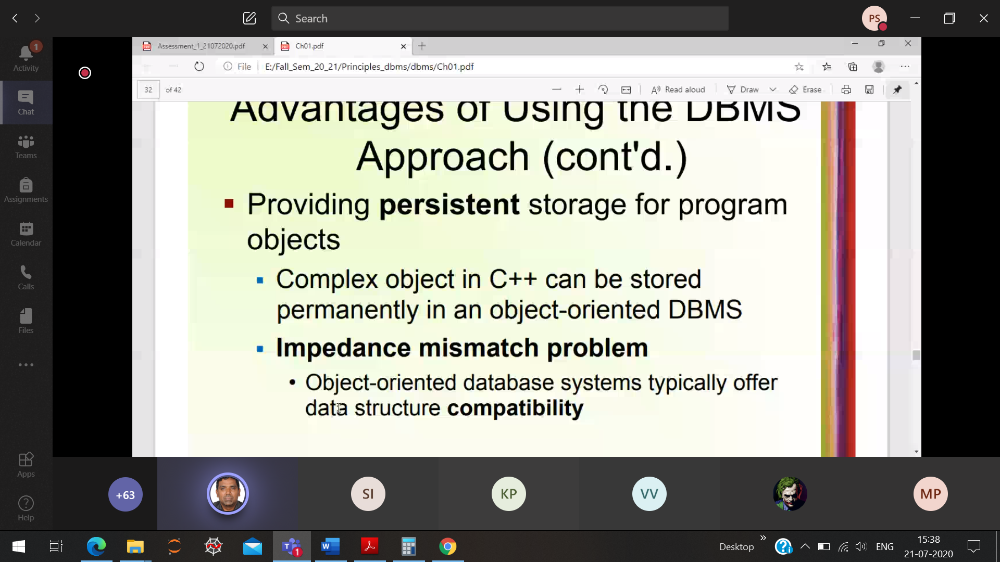 Search
PS
Assessment_1_21072020.pdf
Ch01.pdf
1
Activity
File
E:/Fall_Sem_20_21/Principles_dbms/dbms/Ch01.pdf
32
of 42
Read aloud
Draw
Erase
Chat
Teams
Assignments
Calendar
Calls
Files
Apps
Help
Advantages of Using the DBMS
Approach (cont'd.)
Providing persistent storage for program
objects
Complex object in C++ can be stored
permanently in an object-oriented DBMS
Impedance mismatch problem
Object-oriented database systems typically offer
data structure compatibility
+63
SI
KP
VV
MP
1
Desktop
ENG
15:38
21-07-2020